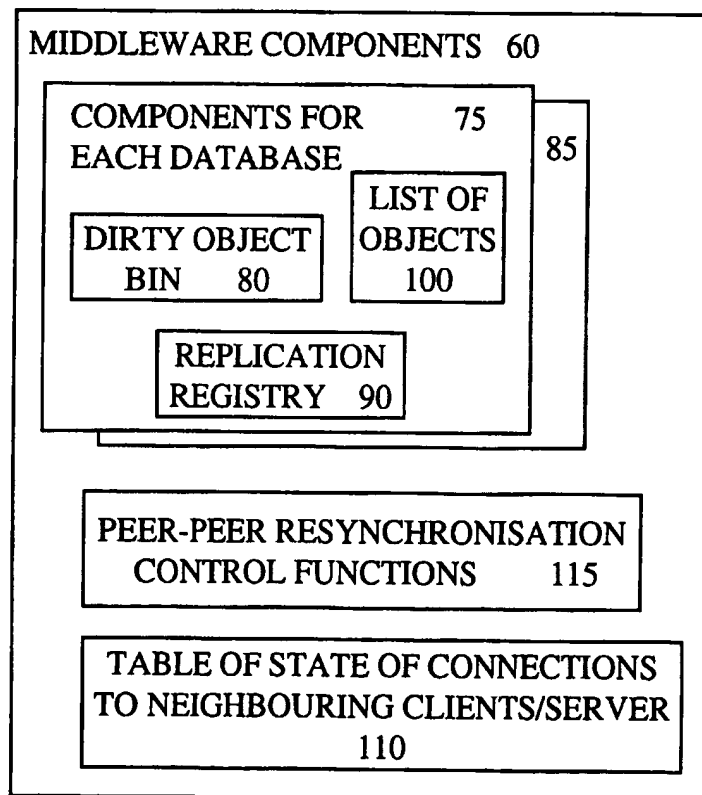 MIDDLEWARE COMPONENTS 60
COMPONENTS FOR 75
EACH DATABASE
85
LIST OF
OBJECTS
100
DIRTY OBJECT
BIN 80
REPLICATION
REGISTRY 90
PEER-PEER RESYNCHRONISATION
CONTROL FUNCTIONS 115
TABLE OF STATE OF CONNECTIONS
TO NEIGHBOURING CLIENTS/SERVER
110